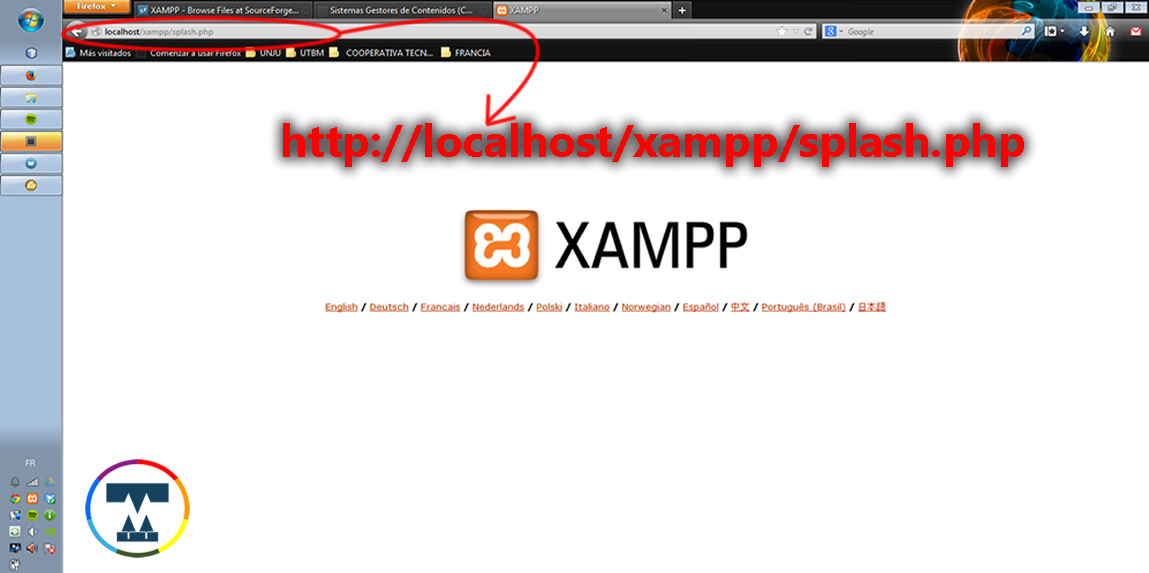 Firefox
XAMPP - Browse Files at SourceForge...
Sistemas Gestores de Contenidos (C...
XAMPP
localhost/xampp/splash.php
Google
Más visitados
Comenzar a usar Firefox
UNJU
UTBM
COOPERATIVA TECN...
FRANCIA
http://localhost/xampp/splash.php
XAMPP
English / Deutsch / Francais / Nederlands / Polski / Italiano / Norwegian / Español / 中文 / Português (Brasil) / 日本語
FR